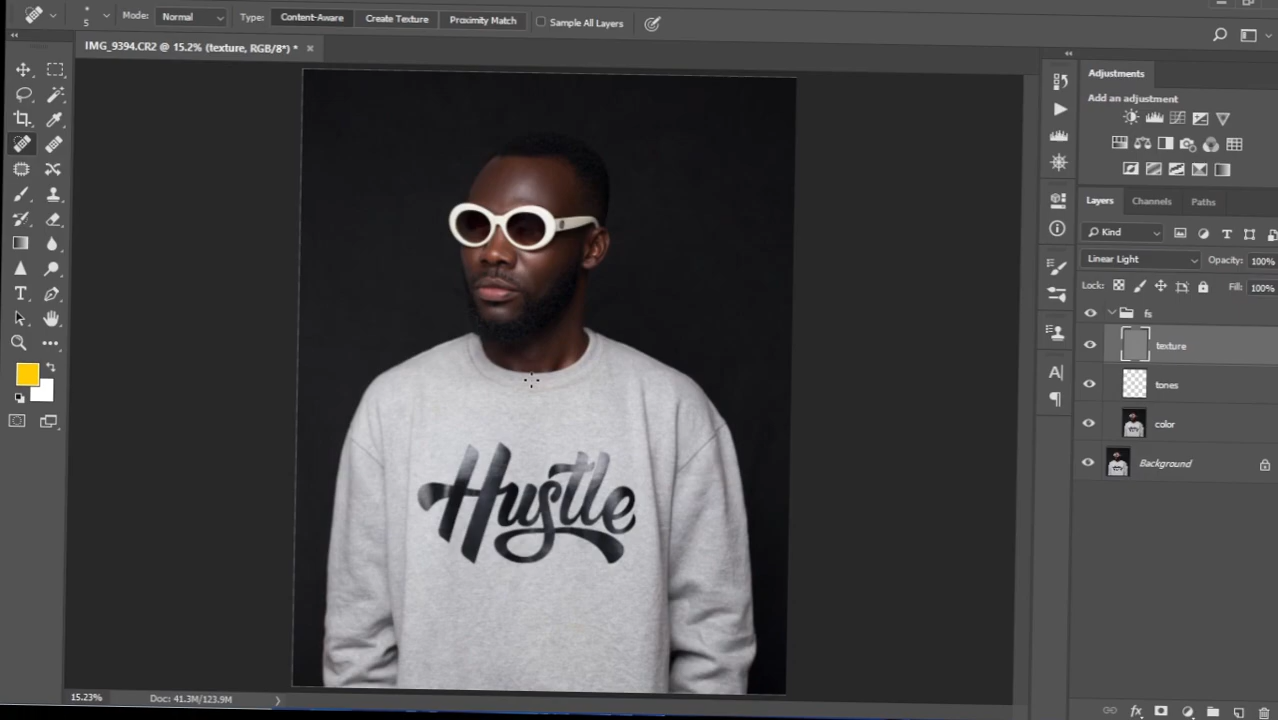 5 Mode: Normal Type: Content-Aware Create Texture Proximity Match Sample All Layers
IMG_9394.CR2 @ 15.2% (texture, RGB/8*) * ×
Adjustments
Add an adjustment
Layers Channels Paths
Kind
Linear Light Opacity: 100%
Lock: Fill: 100%
fs
texture
tones
color
Background
Hustle
15.23% Doc: 41.3M/123.9M